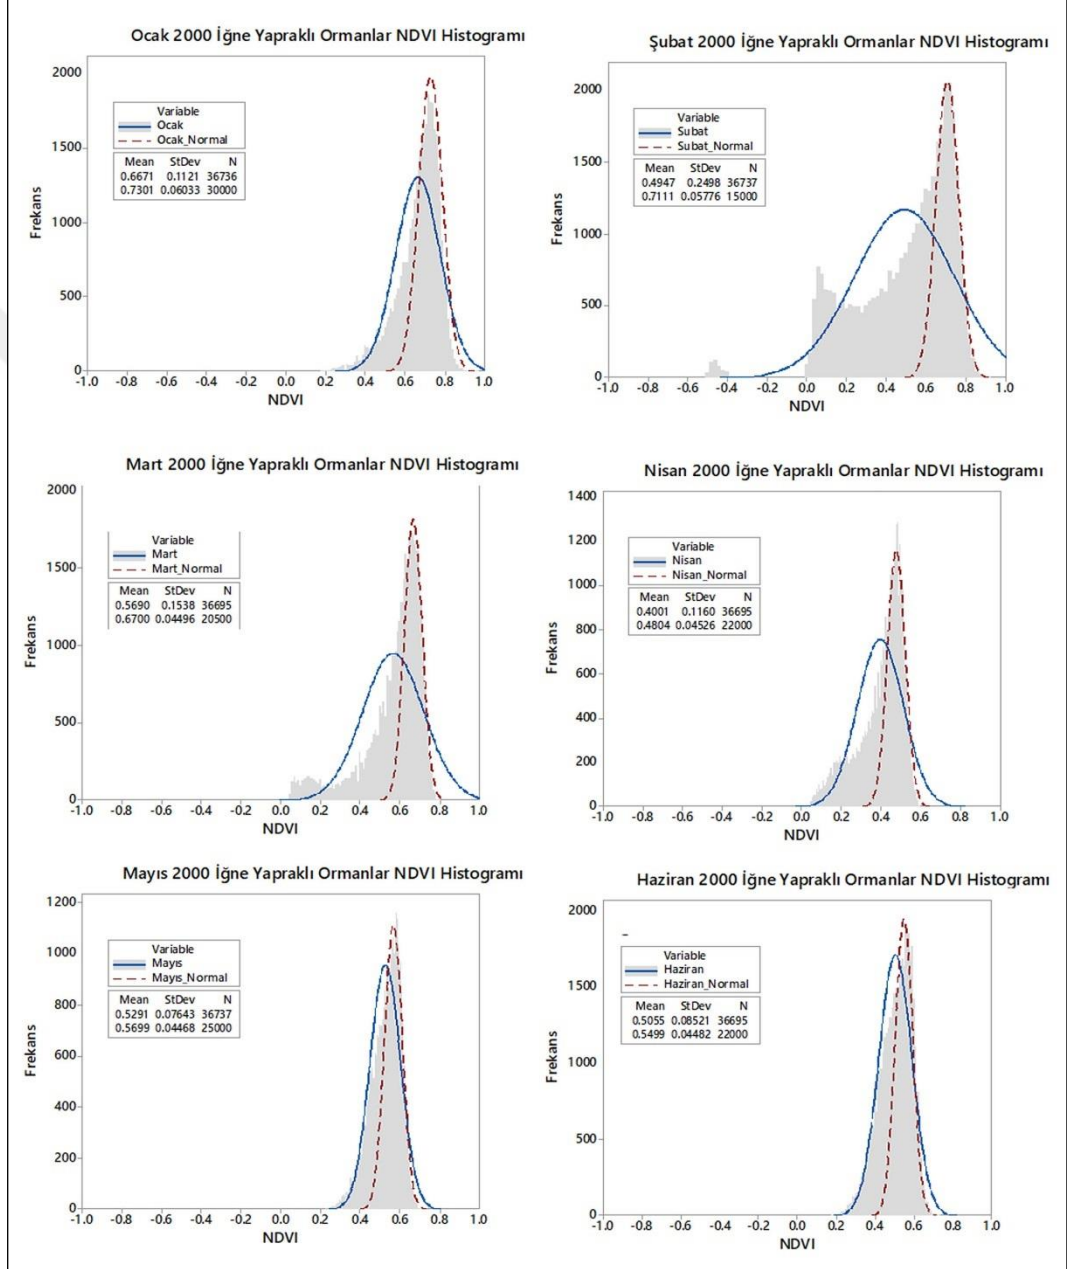 Ocak 2000 İğne Yapraklı Ormanlar NDVI Histogramı
2000
1500
1000
500
0
Frekans
Variable
Ocak
Ocak_Normal
Mean StDev N
0.6671 0.1121 36736
0.7301 0.06033 30000
-1.0 -0.8 -0.6 -0.4 -0.2 0.0 0.2 0.4 0.6 0.8 1.0
NDVI
Şubat 2000 İğne Yapraklı Ormanlar NDVI Histogramı
2000
1500
1000
500
0
Frekans
Variable
Subat
Subat_Normal
Mean StDev N
0.4947 0.2498 36737
0.7111 0.05776 15000
-1.0 -0.8 -0.6 -0.4 -0.2 0.0 0.2 0.4 0.6 0.8 1.0
NDVI
Mart 2000 İğne Yapraklı Ormanlar NDVI Histogramı
2000
1500
1000
500
0
Frekans
Variable
Mart
Mart_Normal
Mean StDev N
0.5690 0.1538 36695
0.6700 0.04496 20500
-1.0 -0.8 -0.6 -0.4 -0.2 0.0 0.2 0.4 0.6 0.8 1.0
NDVI
Nisan 2000 İğne Yapraklı Ormanlar NDVI Histogramı
1400
1200
1000
800
600
400
200
0
Frekans
Variable
Nisan
Nisan_Normal
Mean StDev N
0.4001 0.1160 36695
0.4804 0.04526 22000
-1.0 -0.8 -0.6 -0.4 -0.2 0.0 0.2 0.4 0.6 0.8 1.0
NDVI
Mayıs 2000 İğne Yapraklı Ormanlar NDVI Histogramı
1200
1000
800
600
400
200
0
Frekans
Variable
Mayıs
Mayıs_Normal
Mean StDev N
0.5291 0.07643 36737
0.5699 0.04468 25000
-1.0 -0.8 -0.6 -0.4 -0.2 0.0 0.2 0.4 0.6 0.8 1.0
NDVI
Haziran 2000 İğne Yapraklı Ormanlar NDVI Histogramı
2000
1500
1000
500
0
Frekans
Variable
Haziran
Haziran_Normal
Mean StDev N
0.5055 0.08521 36695
0.5499 0.04482 22000
-1.0 -0.8 -0.6 -0.4 -0.2 0.0 0.2 0.4 0.6 0.8 1.0
NDVI